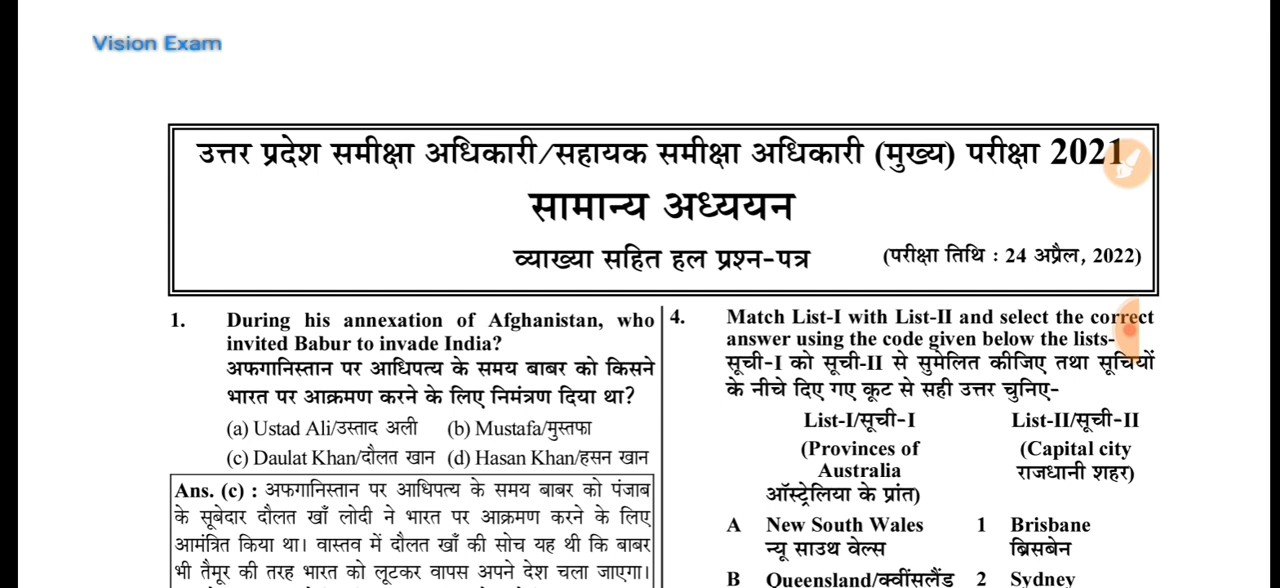 Vision Exam
उत्तर प्रदेश समीक्षा अधिकारी/सहायक समीक्षा अधिकारी (मुख्य) परीक्षा 2021
सामान्य अध्ययन
व्याख्या सहित हल प्रश्न-पत्र (परीक्षा तिथि : 24 अप्रैल, 2022)
1. During his annexation of Afghanistan, who
invited Babur to invade India?
अफगानिस्तान पर आधिपत्य के समय बाबर को किसने
भारत पर आक्रमण करने के लिए निमंत्रण दिया था?
(a) Ustad Ali/उस्ताद अली (b) Mustafa/मुस्तफा
(c) Daulat Khan/दौलत खान (d) Hasan Khan/हसन खान
Ans. (c) : अफगानिस्तान पर आधिपत्य के समय बाबर को पंजाब
के सूबेदार दौलत खाँ लोदी ने भारत पर आक्रमण करने के लिए
आमंत्रित किया था। वास्तव में दौलत खाँ की सोच यह थी कि बाबर
भी तैमूर की तरह भारत को लूटकर वापस अपने देश चला जाएगा।
4. Match List-I with List-II and select the correct
answer using the code given below the lists-
सूची-I को सूची-II से सुमेलित कीजिए तथा सूचियों
के नीचे दिए गए कूट से सही उत्तर चुनिए-
List-I/सूची-I List-II/सूची-II
(Provinces of (Capital city
Australia राजधानी शहर)
ऑस्ट्रेलिया के प्रांत)
A New South Wales 1 Brisbane
न्यू साउथ वेल्स ब्रिसबेन
B Queensland/क्वींसलैंड 2 Sydney